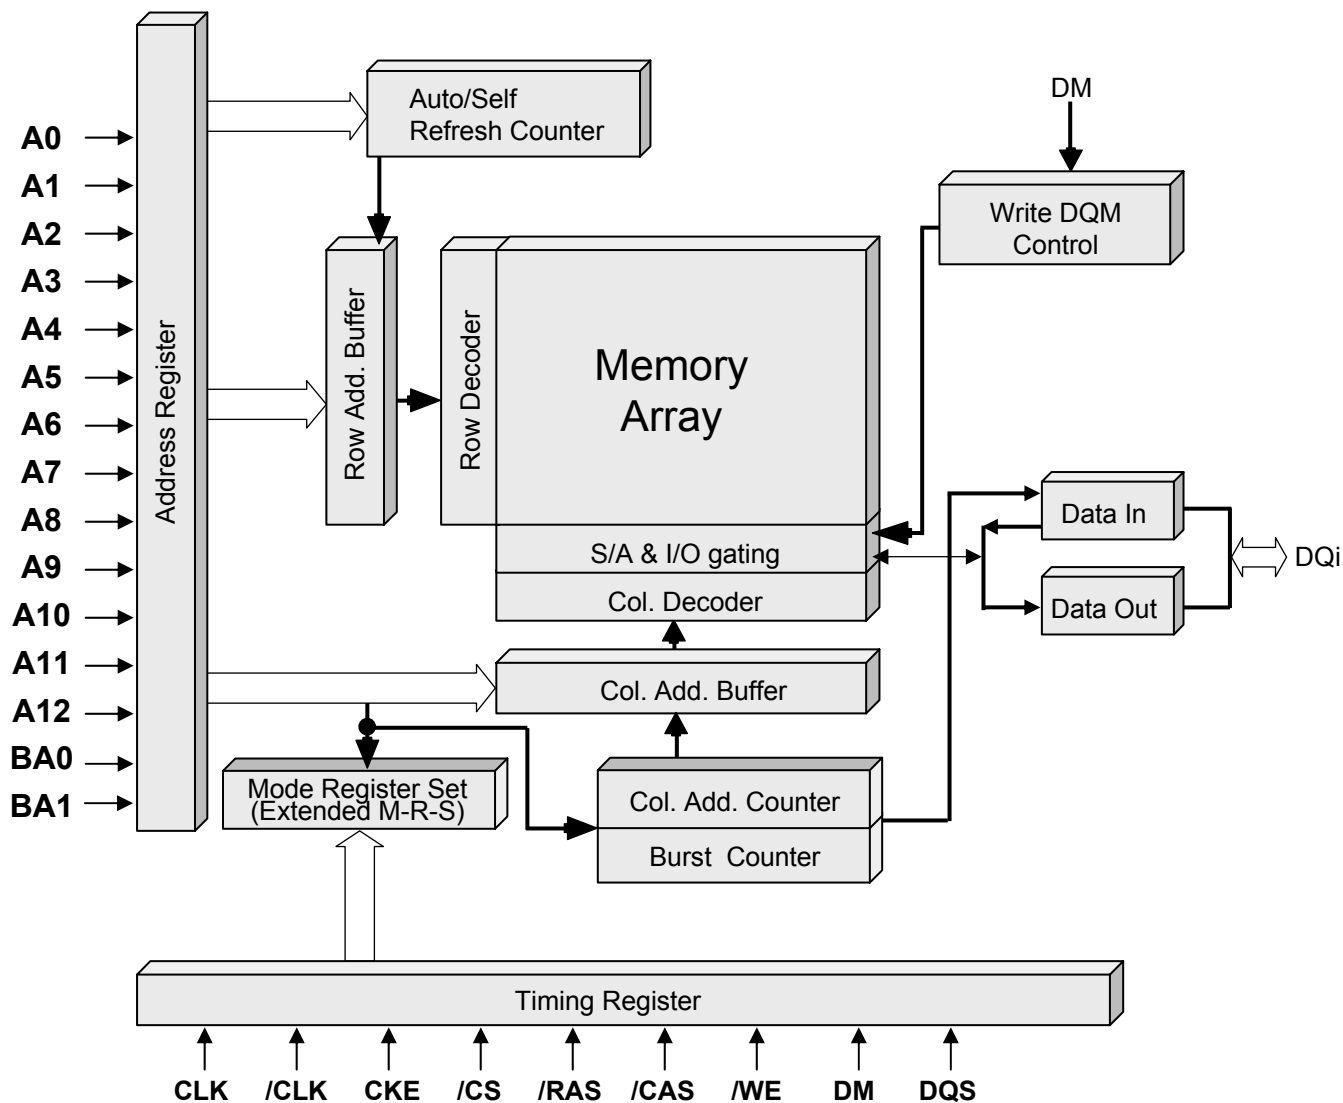 Auto/Self
Refresh Counter
DM
Write DQM
Control
A0
A1
A2
A3
A4
A5
A6
A7
A8
A9
A10
A11
A12
BA0
BA1
Address Register
Row Add. Buffer
Row Decoder
Memory
Array
S/A & I/O gating
Col. Decoder
Data In
Data Out
DQi
Col. Add. Buffer
Mode Register Set
(Extended M-R-S)
Col. Add. Counter
Burst Counter
Timing Register
CLK
/CLK
CKE
/CS
/RAS
/CAS
/WE
DM
DQS